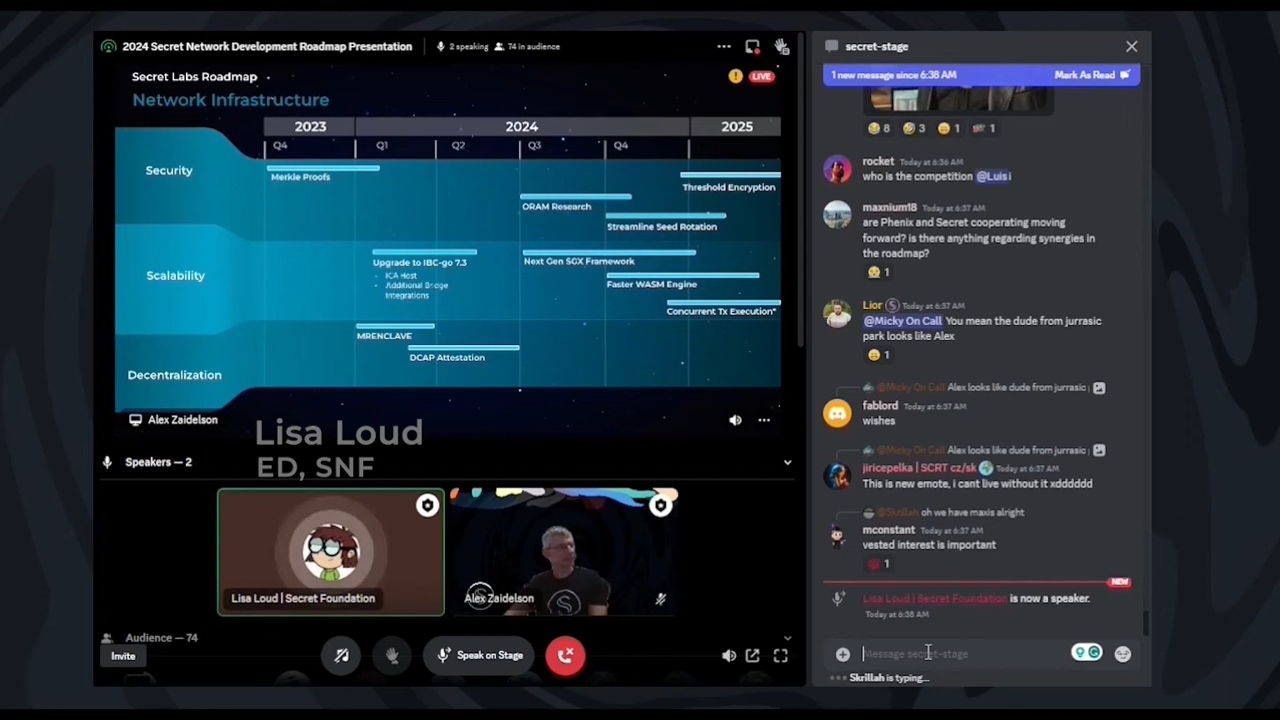 2024 Secret Network Development Roadmap Presentation
2 speaking 74 in audience
Secret Labs Roadmap
LIVE
Network Infrastructure
2023 2024 2025
Q4 Q1 Q2 Q3 Q4
Security
Merkle Proofs
Threshold Encryption
ORAM Research
Streamline Seed Rotation
Scalability
Upgrade to IBC-go 7.3
- ICA Host
- Additional Bridge
Integrations
Next Gen SGX Framework
Faster WASM Engine
Concurrent Tx Execution*
MRENCLAVE
DCAP Attestation
Decentralization
Alex Zaidelson
Lisa Loud
ED, SNF
Speakers — 2
Lisa Loud | Secret Foundation
Alex Zaidelson
Audience — 74
Invite
Speak on Stage
secret-stage
1 new message since 6:38 AM Mark As Read
8 3 1 1
rocket Today at 6:36 AM
who is the competition @Luisi
maxnium18 Today at 6:37 AM
are Phenix and Secret cooperating moving
forward? is there anything regarding synergies in
the roadmap?
1
Lior Today at 6:37 AM
@Micky On Call You mean the dude from jurrasic
park looks like Alex
1
@Micky On Call Alex looks like dude from jurrasic
fablord Today at 6:37 AM
wishes
@Micky On Call Alex looks like dude from jurrasic
jiricepelka | SCRT cz/sk Today at 6:37 AM
This is new emote, i cant live without it xdddddd
@Skrillah oh we have maxis alright
mconstant Today at 6:37 AM
vested interest is important
1
NEW
Lisa Loud | Secret Foundation is now a speaker.
Today at 6:38 AM
Message secret-stage
Skrillah is typing...